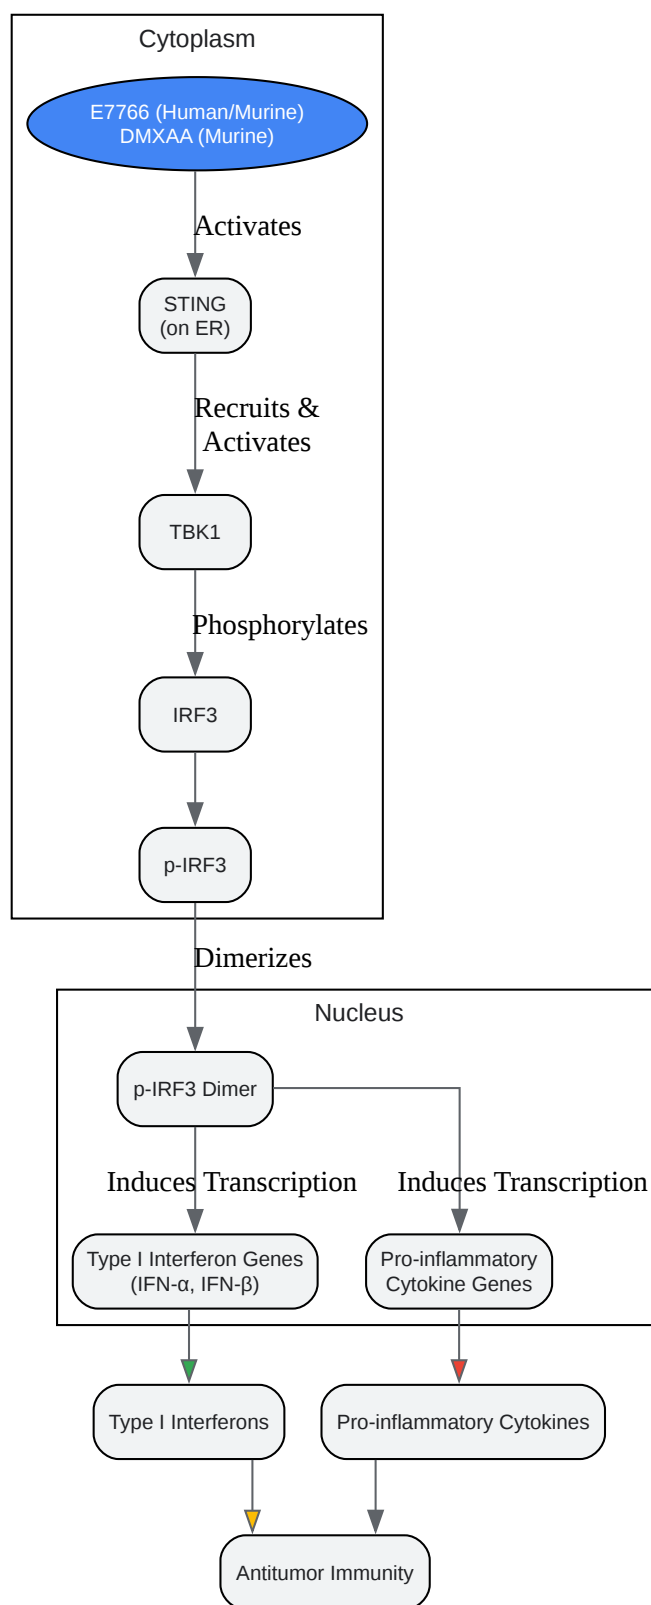 Cytoplasm
E7766 (Human/Murine)
DMXAA (Murine)
Activates
STING
(on ER)
Recruits &
Activates
TBK1
Phosphorylates
IRF3
p-IRF3
Dimerizes
Nucleus
p-IRF3 Dimer
Induces Transcription
Induces Transcription
Type I Interferon Genes
(IFN-α, IFN-β)
Pro-inflammatory
Cytokine Genes
Type I Interferons
Pro-inflammatory Cytokines
Antitumor Immunity